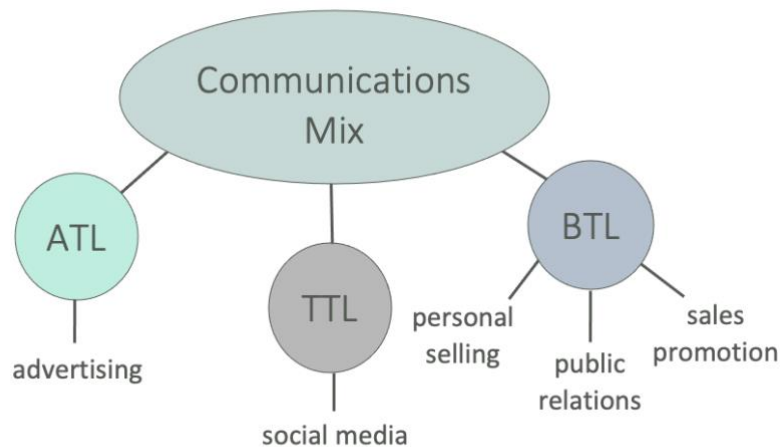 Communications
Mix
ATL
TTL
BTL
advertising
social media
personal
selling
public
relations
sales
promotion